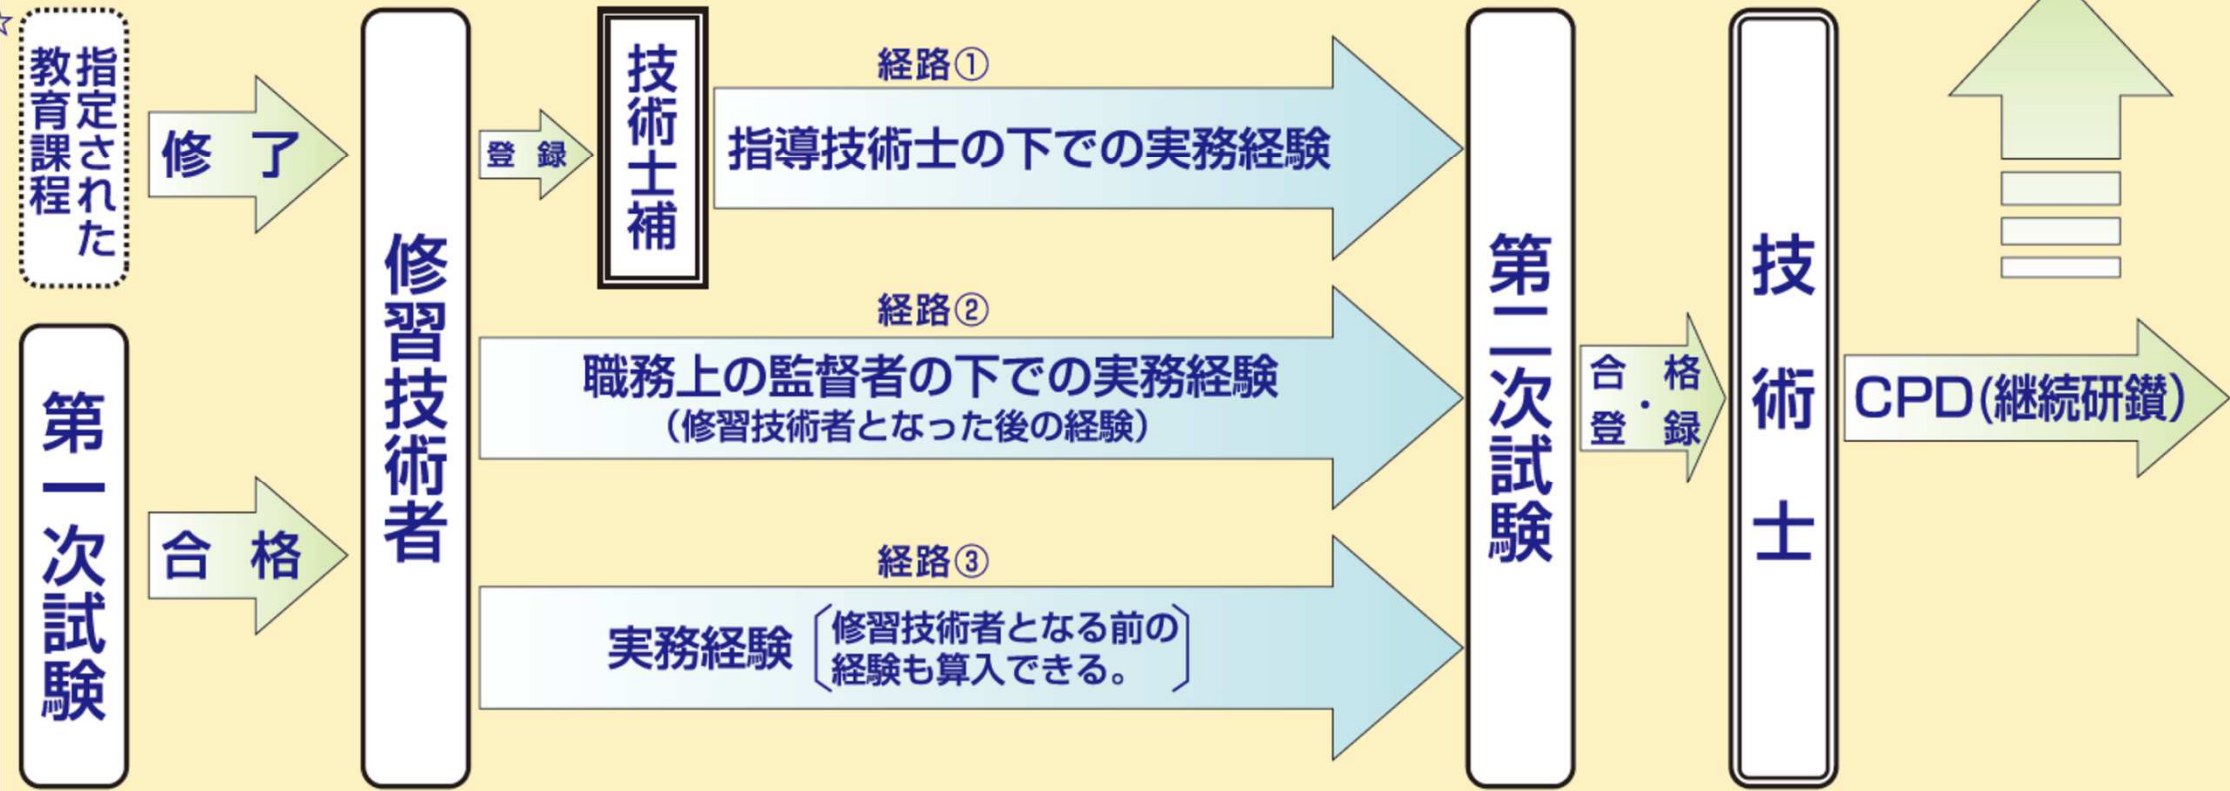 ☆
指定された
教育課程
修了
第一次試験
合格
修習技術者
登録
技術士補
経路①
指導技術士の下での実務経験
経路②
職務上の監督者の下での実務経験
(修習技術者となった後の経験)
経路③
実務経験
修習技術者となる前の
経験も算入できる。
第二次試験
合格・
登録
技術士
CPD(継続研鑚)